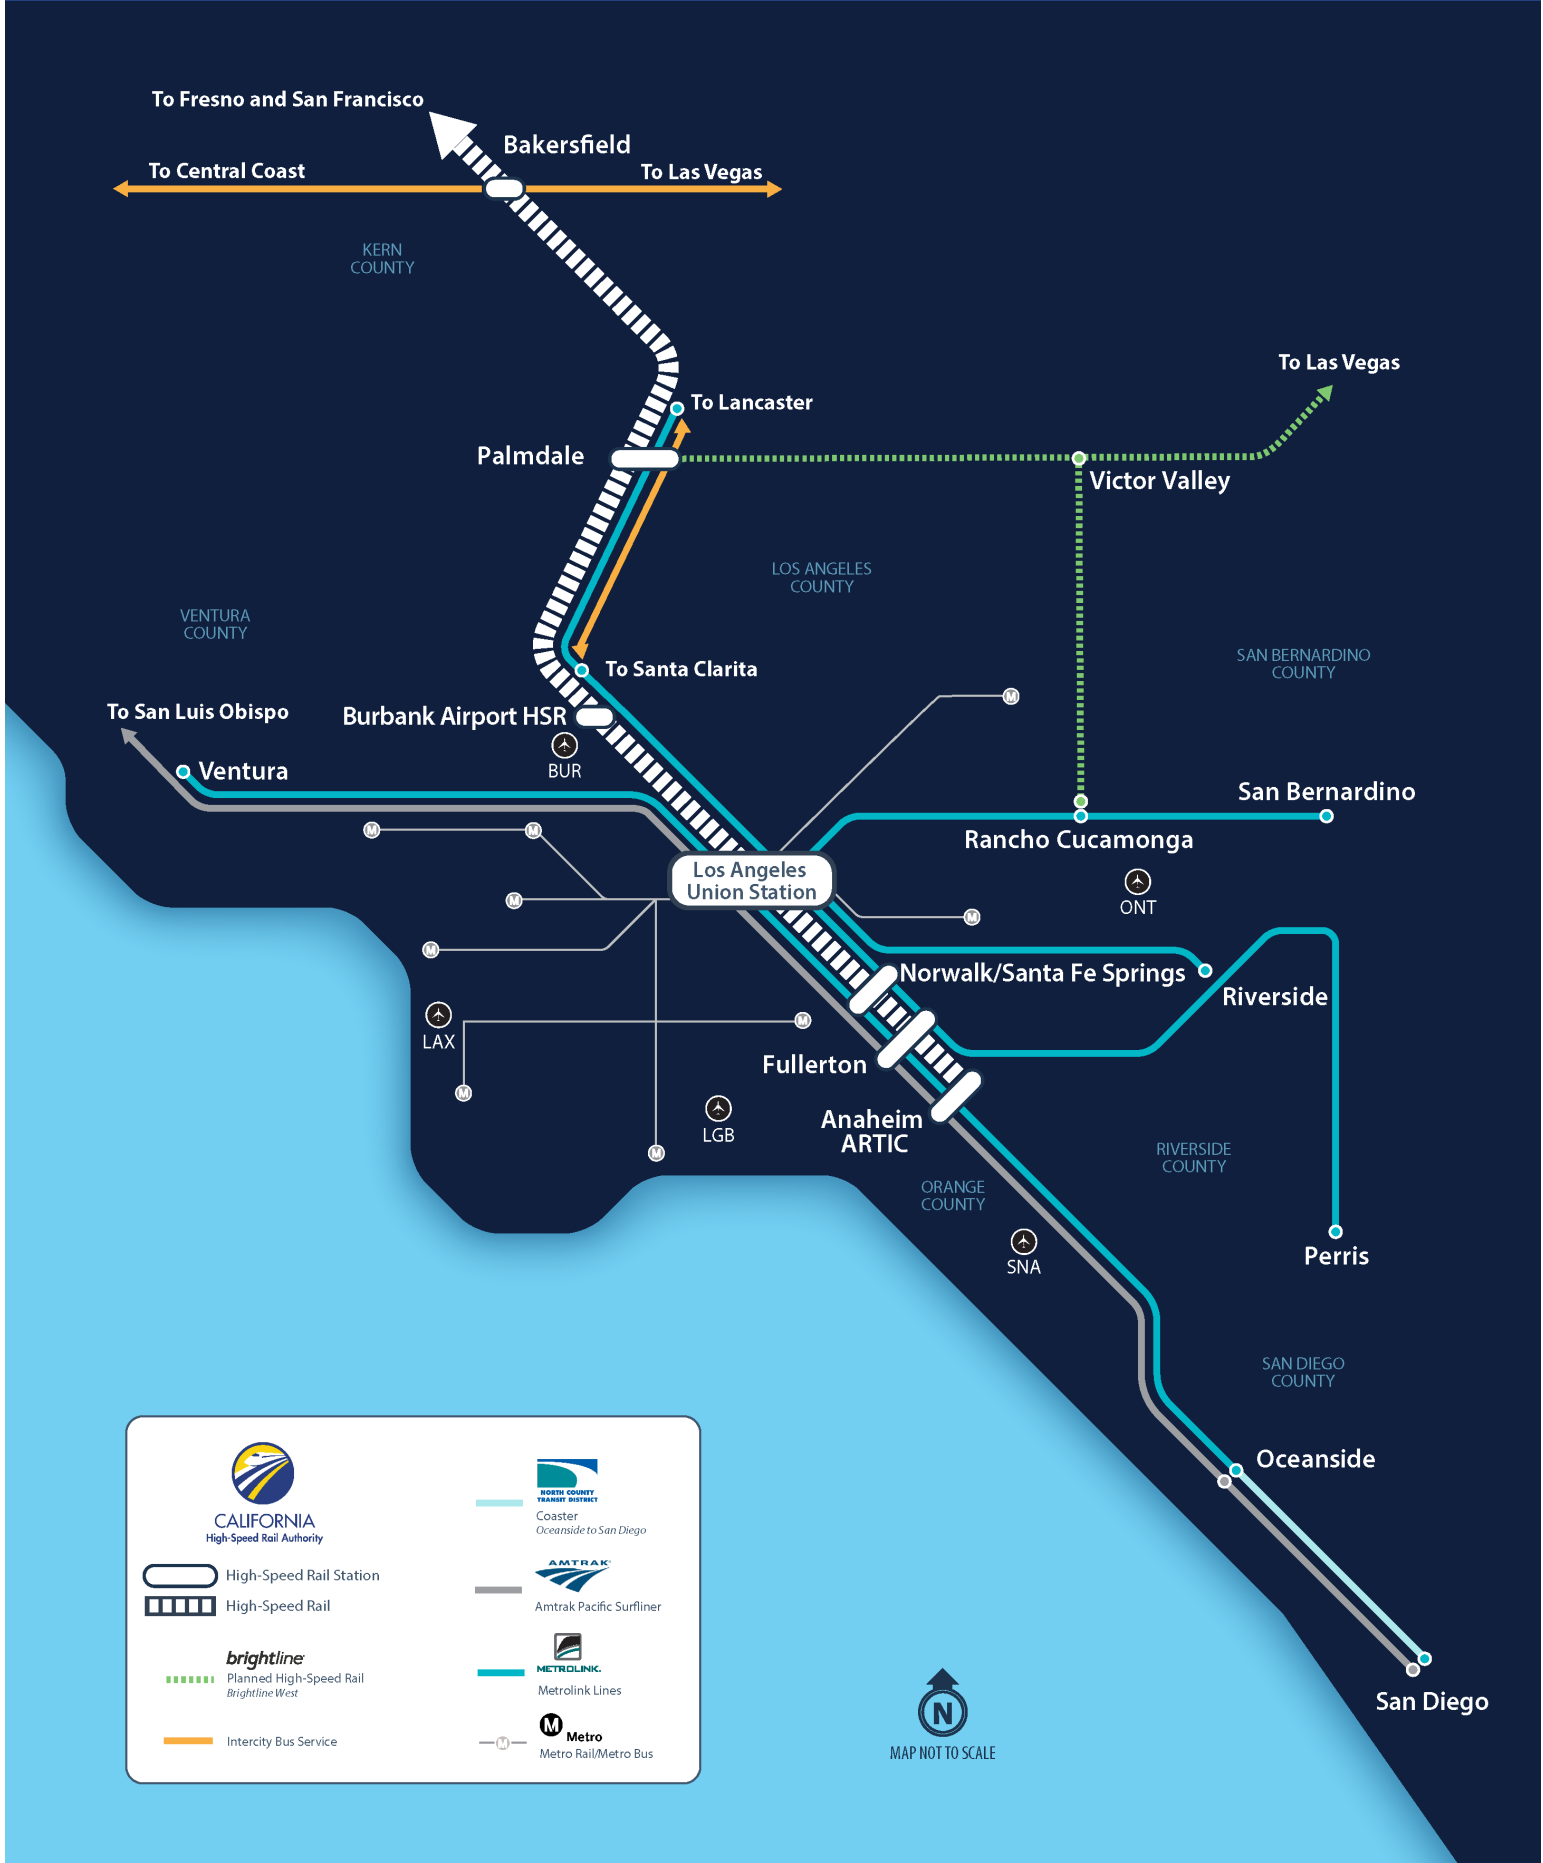 To Fresno and San Francisco
Bakersfield
To Central Coast
To Las Vegas
KERN
COUNTY
To Las Vegas
To Lancaster
Palmdale
Victor Valley
LOS ANGELES
COUNTY
VENTURA
COUNTY
SAN BERNARDINO
COUNTY
To Santa Clarita
To San Luis Obispo
Burbank Airport HSR
M
BUR
Ventura
San Bernardino
M
M
Rancho Cucamonga
Los Angeles
Union Station
ONT
M
M
M
Norwalk/Santa Fe Springs
Riverside
LAX
M
Fullerton
M
Anaheim
ARTIC
LGB
M
RIVERSIDE
COUNTY
ORANGE
COUNTY
SNA
Perris
SAN DIEGO
COUNTY
Oceanside
San Diego
CALIFORNIA
High-Speed Rail Authority
High-Speed Rail Station
High-Speed Rail
brightline
Planned High-Speed Rail
Brightline West
Intercity Bus Service
NORTH COUNTY
TRANSIT DISTRICT
Coaster
Oceanside to San Diego
AMTRAK
Amtrak Pacific Surfliner
METROLINK.
Metrolink Lines
M Metro
M
Metro Rail/Metro Bus
N
MAP NOT TO SCALE